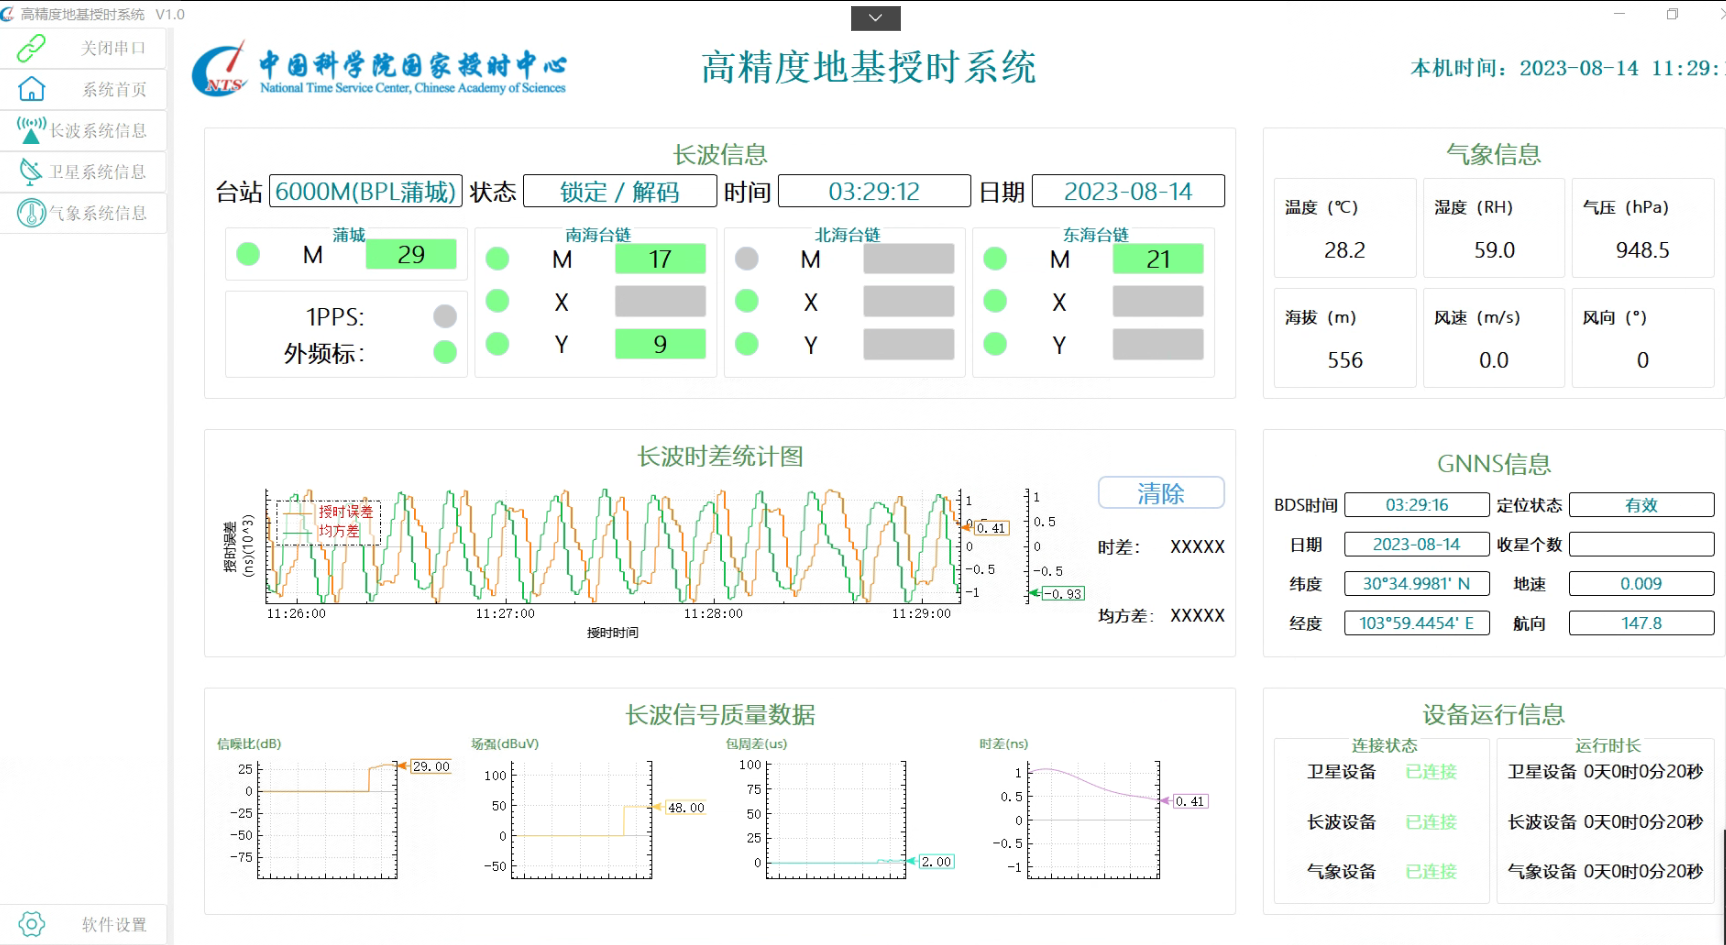 高精度地基授时系统 V1.0
关闭串口
系统首页
长波系统信息
卫星系统信息
气象系统信息
软件设置
NTS
中国科学院国家授时中心
National Time Service Center, Chinese Academy of Sciences
高精度地基授时系统
本机时间: 2023-08-14 11:29:
长波信息
台站 6000M(BPL蒲城) 状态 锁定 / 解码 时间 03:29:12 日期 2023-08-14
蒲城
M 29
1PPS:
外频标:
南海台链
M 17
X
Y 9
北海台链
M
X
Y
东海台链
M 21
X
Y
气象信息
温度 (℃) 湿度 (RH) 气压 (hPa)
28.2 59.0 948.5
海拔 (m) 风速 (m/s) 风向 (°)
556 0.0 0
长波时差统计图
授时误差
(ns)(10^3)
授时误差
均方差
1
0.5
0
-0.5
-1
0.41
1
0.5
0
-0.5
-0.93
11:26:00 11:27:00 11:28:00 11:29:00
授时时间
清除
时差: XXXXX
均方差: XXXXX
GNNS信息
BDS时间 03:29:16 定位状态 有效
日期 2023-08-14 收星个数
纬度 30°34.9981' N 地速 0.009
经度 103°59.4454' E 航向 147.8
长波信号质量数据
信噪比(dB)
25
0
-25
-50
-75
29.00
场强(dBuV)
100
50
0
-50
48.00
包周差(us)
100
75
50
25
0
2.00
时差(ns)
1
0.5
0
-0.5
-1
0.41
设备运行信息
连接状态
卫星设备 已连接
长波设备 已连接
气象设备 已连接
运行时长
卫星设备 0天0时0分20秒
长波设备 0天0时0分20秒
气象设备 0天0时0分20秒